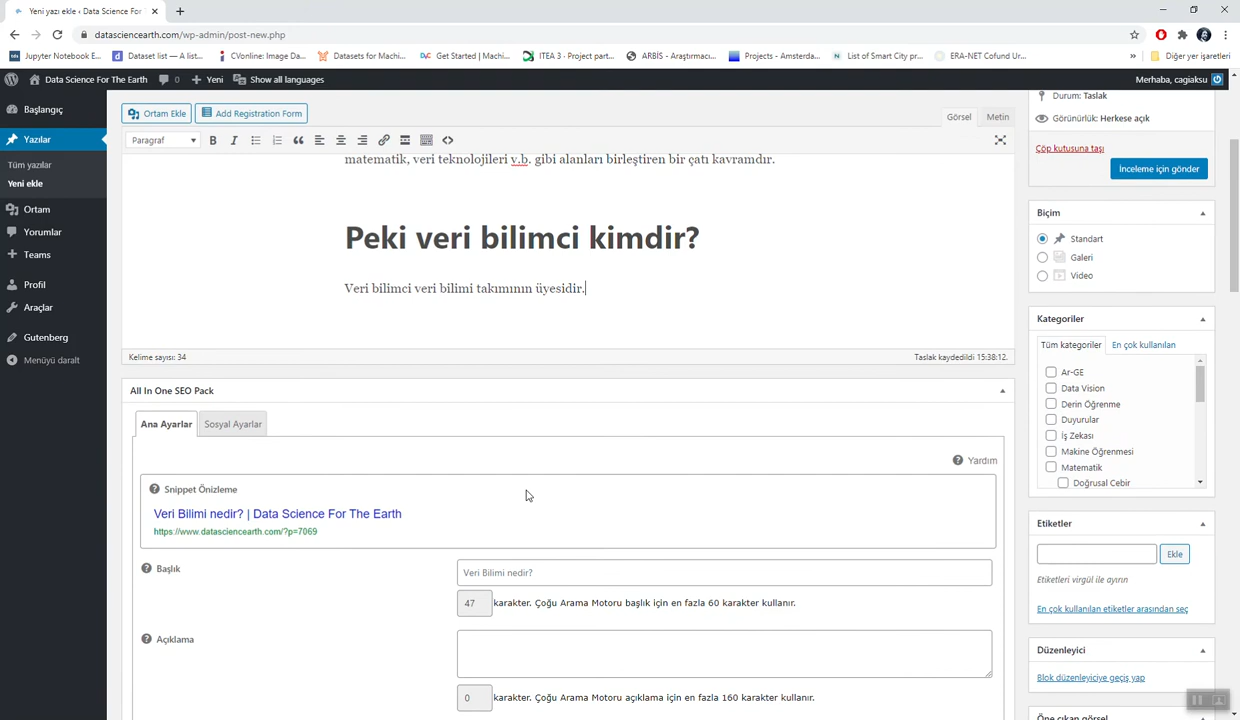 Yeni yazı ekle ‹ Data Science For
datasciencearth.com/wp-admin/post-new.php
Jupyter Notebook E...
Dataset list — A list...
CVonline: Image Da...
Datasets for Machi...
Get Started | Machi...
ITEA 3 · Project part...
ARBİS - Araştırmacı...
Projects - Amsterda...
List of Smart City pr...
ERA-NET Cofund Ur...
»
Diğer yer işaretleri
Data Science For The Earth
0
Yeni
Show all languages
Merhaba, cagiaksu
Başlangıç
Yazılar
Tüm yazılar
Yeni ekle
Ortam
Yorumlar
Teams
Profil
Araçlar
Gutenberg
Menüyü daralt
Ortam Ekle
Add Registration Form
Görsel
Metin
Paragraf
matematik, veri teknolojileri v.b. gibi alanları birleştiren bir çatı kavramdır.
Peki veri bilimci kimdir?
Veri bilimci veri bilimi takımının üyesidir.
Kelime sayısı: 34
Taslak kaydedildi 15:38:12.
All In One SEO Pack
Ana Ayarlar
Sosyal Ayarlar
Yardım
Snippet Önizleme
Veri Bilimi nedir? | Data Science For The Earth
https://www.datasciencearth.com/?p=7069
Başlık
Veri Bilimi nedir?
47
karakter. Çoğu Arama Motoru başlık için en fazla 60 karakter kullanır.
Açıklama
0
karakter. Çoğu Arama Motoru açıklama için en fazla 160 karakter kullanır.
Durum: Taslak
Görünürlük: Herkese açık
Çöp kutusuna taşı
İnceleme için gönder
Biçim
Standart
Galeri
Video
Kategoriler
Tüm kategoriler
En çok kullanılan
Ar-GE
Data Vision
Derin Öğrenme
Duyurular
İş Zekası
Makine Öğrenmesi
Matematik
Doğrusal Cebir
Etiketler
Ekle
Etiketleri virgül ile ayırın
En çok kullanılan etiketler arasından seç
Düzenleyici
Blok düzenleyiciye geçiş yap
Öne çıkan görsel